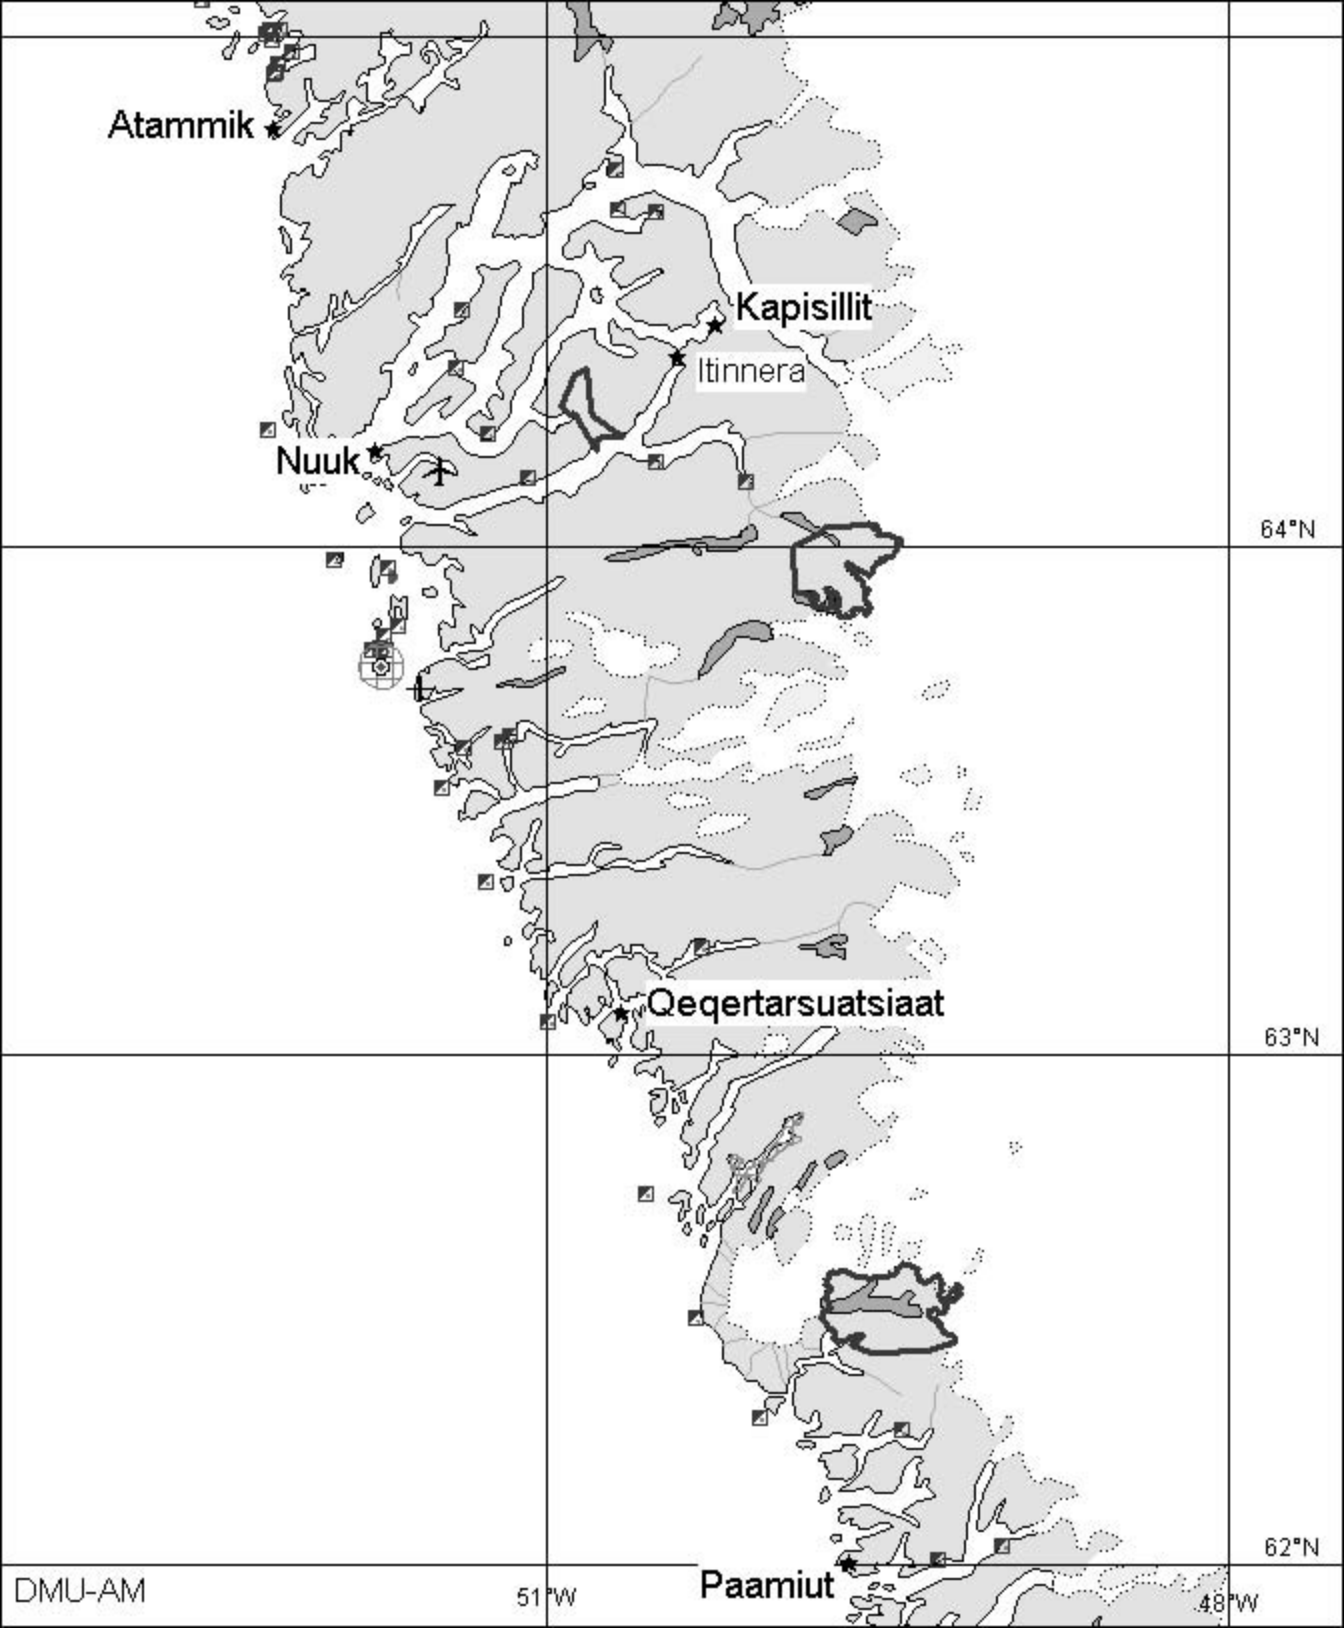 Atammik
Kapisillit
Itinnera
Nuuk
64°N
Qeqertarsuatsiaat
63°N
62°N
Paamiut
DMU-AM
51°W
48°W